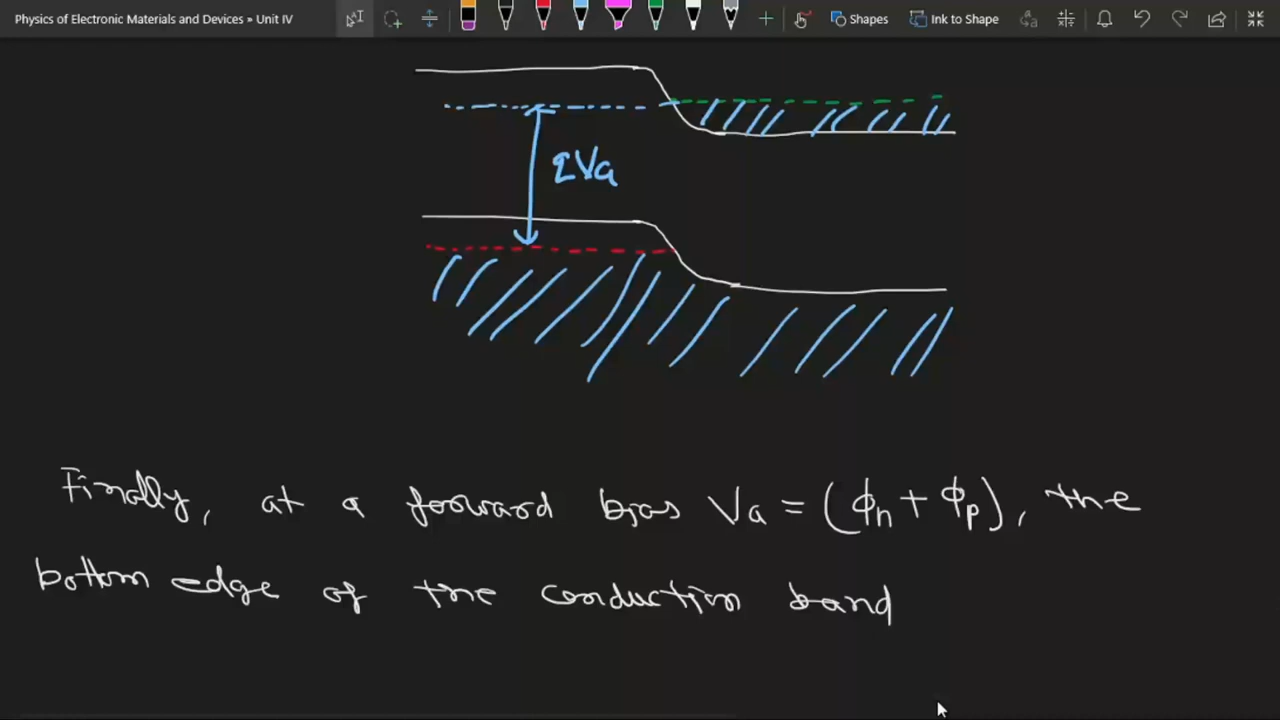 Physics of Electronic Materials and Devices » Unit IV
Shapes
Ink to Shape
qVa
Finally, at a forward bias Va = (ϕn + ϕp), the
bottom edge of the conduction band